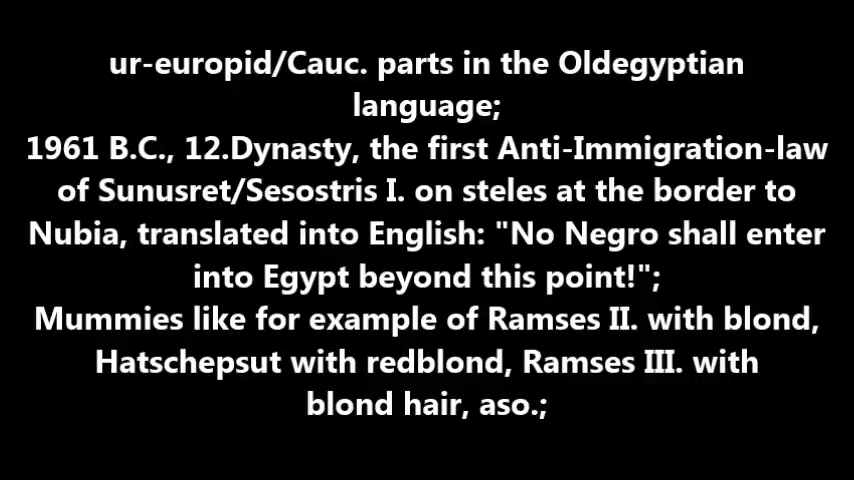 ur-europid/Cauc. parts in the Oldegyptian
language;
1961 B.C., 12.Dynasty, the first Anti-Immigration-law
of Sunusret/Sesostris I. on steles at the border to
Nubia, translated into English: "No Negro shall enter
into Egypt beyond this point!";
Mummies like for example of Ramses II. with blond,
Hatschepsut with redblond, Ramses III. with
blond hair, aso.;